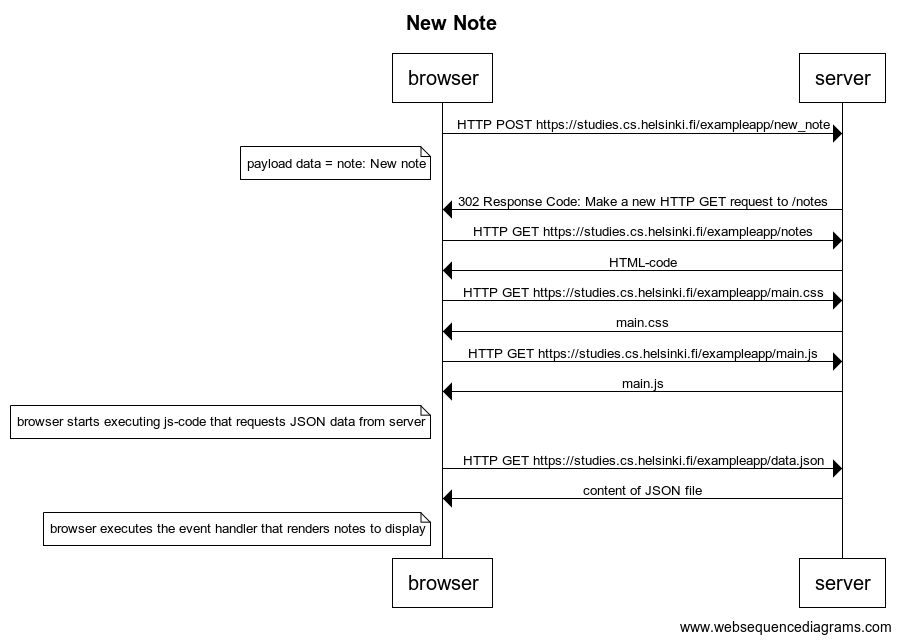 New Note
browser
server
HTTP POST https://studies.cs.helsinki.fi/exampleapp/new_note
payload data = note: New note
302 Response Code: Make a new HTTP GET request to /notes
HTTP GET https://studies.cs.helsinki.fi/exampleapp/notes
HTML-code
HTTP GET https://studies.cs.helsinki.fi/exampleapp/main.css
main.css
HTTP GET https://studies.cs.helsinki.fi/exampleapp/main.js
main.js
browser starts executing js-code that requests JSON data from server
HTTP GET https://studies.cs.helsinki.fi/exampleapp/data.json
content of JSON file
browser executes the event handler that renders notes to display
browser
server
www.websequencediagrams.com